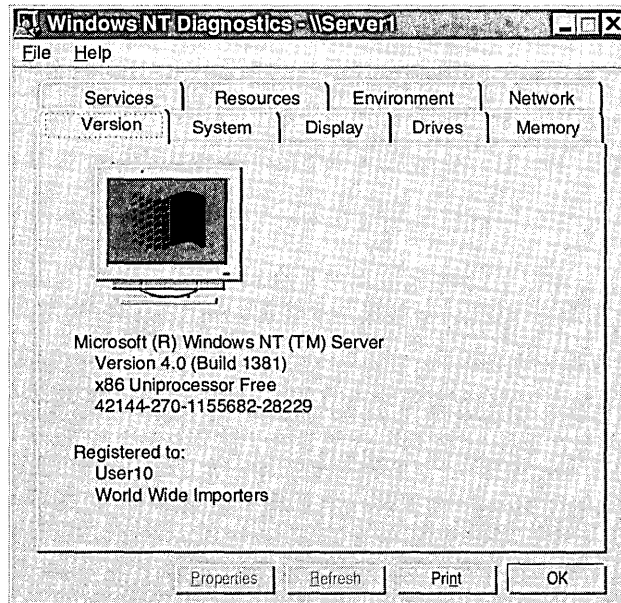 Windows NT Diagnostics - \\Server1
File Help
Services Resources Environment Network
Version System Display Drives Memory
Microsoft (R) Windows NT (TM) Server
Version 4.0 (Build 1381)
x86 Uniprocessor Free
42144-270-1155682-28229
Registered to:
User10
World Wide Importers
Properties Refresh Print OK